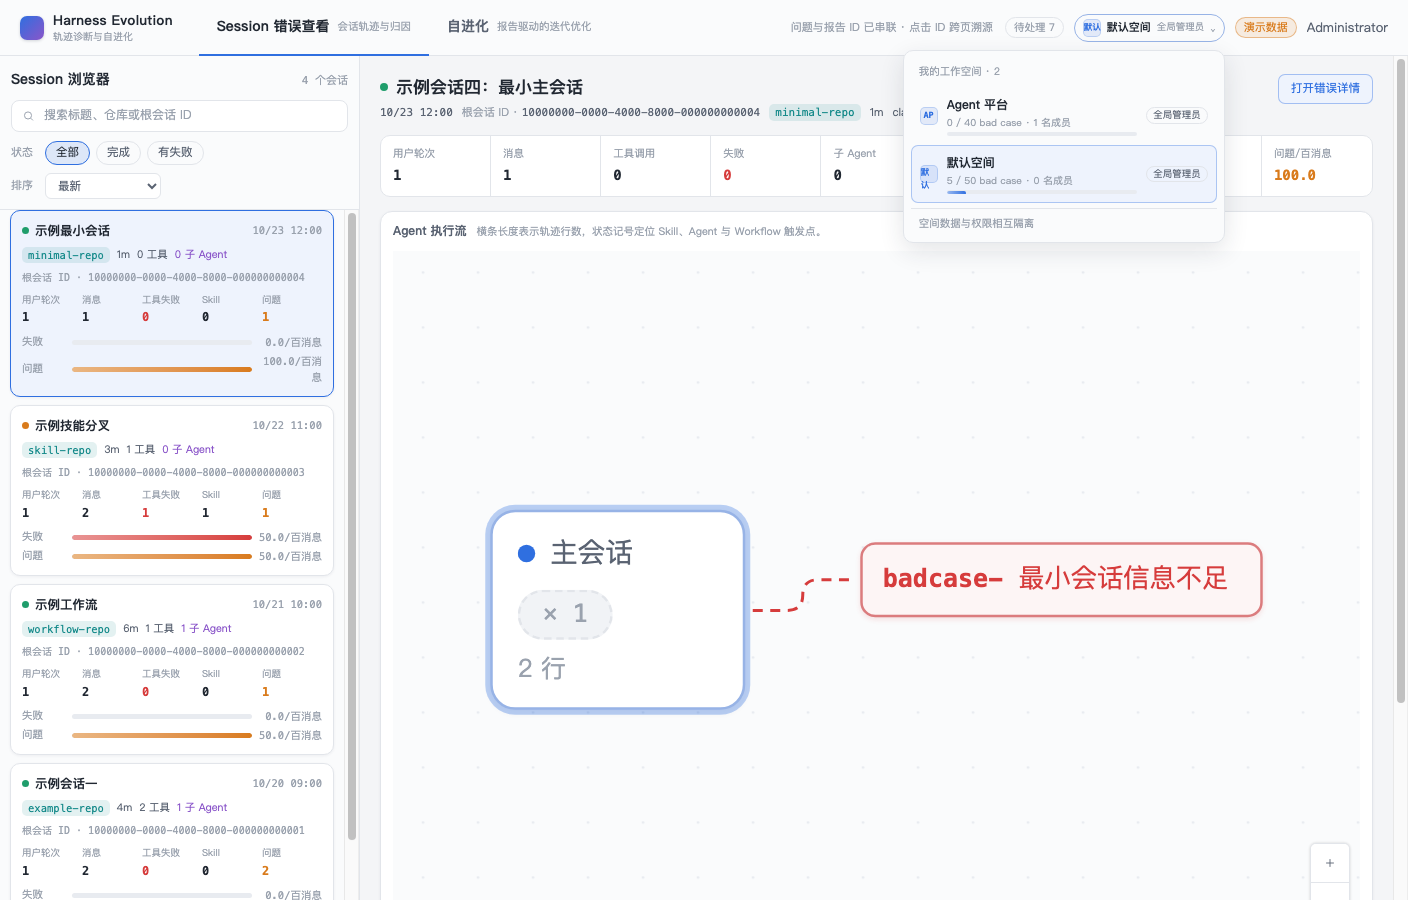 Harness Evolution
轨迹诊断与自进化
Session 错误查看 会话轨迹与归因
自进化 报告驱动的迭代优化
问题与报告 ID 已串联 · 点击 ID 跨页溯源
待处理 7
默认 默认空间 全局管理员
演示数据
Administrator
Session 浏览器
4 个会话
搜索标题、仓库或根会话 ID
状态 全部 完成 有失败
排序 最新
示例最小会话 10/23 12:00
minimal-repo 1m 0 工具 0 子 Agent
根会话 ID · 10000000-0000-4000-8000-000000000004
用户轮次 消息 工具失败 Skill 问题
1 1 0 0 1
失败 0.0/百消息
问题 100.0/百消息
示例技能分叉 10/22 11:00
skill-repo 3m 1 工具 0 子 Agent
根会话 ID · 10000000-0000-4000-8000-000000000003
用户轮次 消息 工具失败 Skill 问题
1 2 1 1 1
失败 50.0/百消息
问题 50.0/百消息
示例工作流 10/21 10:00
workflow-repo 6m 1 工具 1 子 Agent
根会话 ID · 10000000-0000-4000-8000-000000000002
用户轮次 消息 工具失败 Skill 问题
1 2 0 0 1
失败 0.0/百消息
问题 50.0/百消息
示例会话一 10/20 09:00
example-repo 4m 2 工具 1 子 Agent
根会话 ID · 10000000-0000-4000-8000-000000000001
用户轮次 消息 工具失败 Skill 问题
1 2 0 0 2
失败 0.0/百消息
示例会话四：最小主会话
10/23 12:00 根会话 ID · 10000000-0000-4000-8000-000000000004 minimal-repo 1m cla
打开错误详情
用户轮次 消息 工具调用 失败 子 Agent 问题/百消息
1 1 0 0 0 100.0
Agent 执行流 横条长度表示轨迹行数，状态记号定位 Skill、Agent 与 Workflow 触发点。
主会话
× 1
2 行
badcase- 最小会话信息不足
+
我的工作空间 · 2
AP Agent 平台
0 / 40 bad case · 1 名成员
全局管理员
默认 默认空间
5 / 50 bad case · 0 名成员
全局管理员
空间数据与权限相互隔离